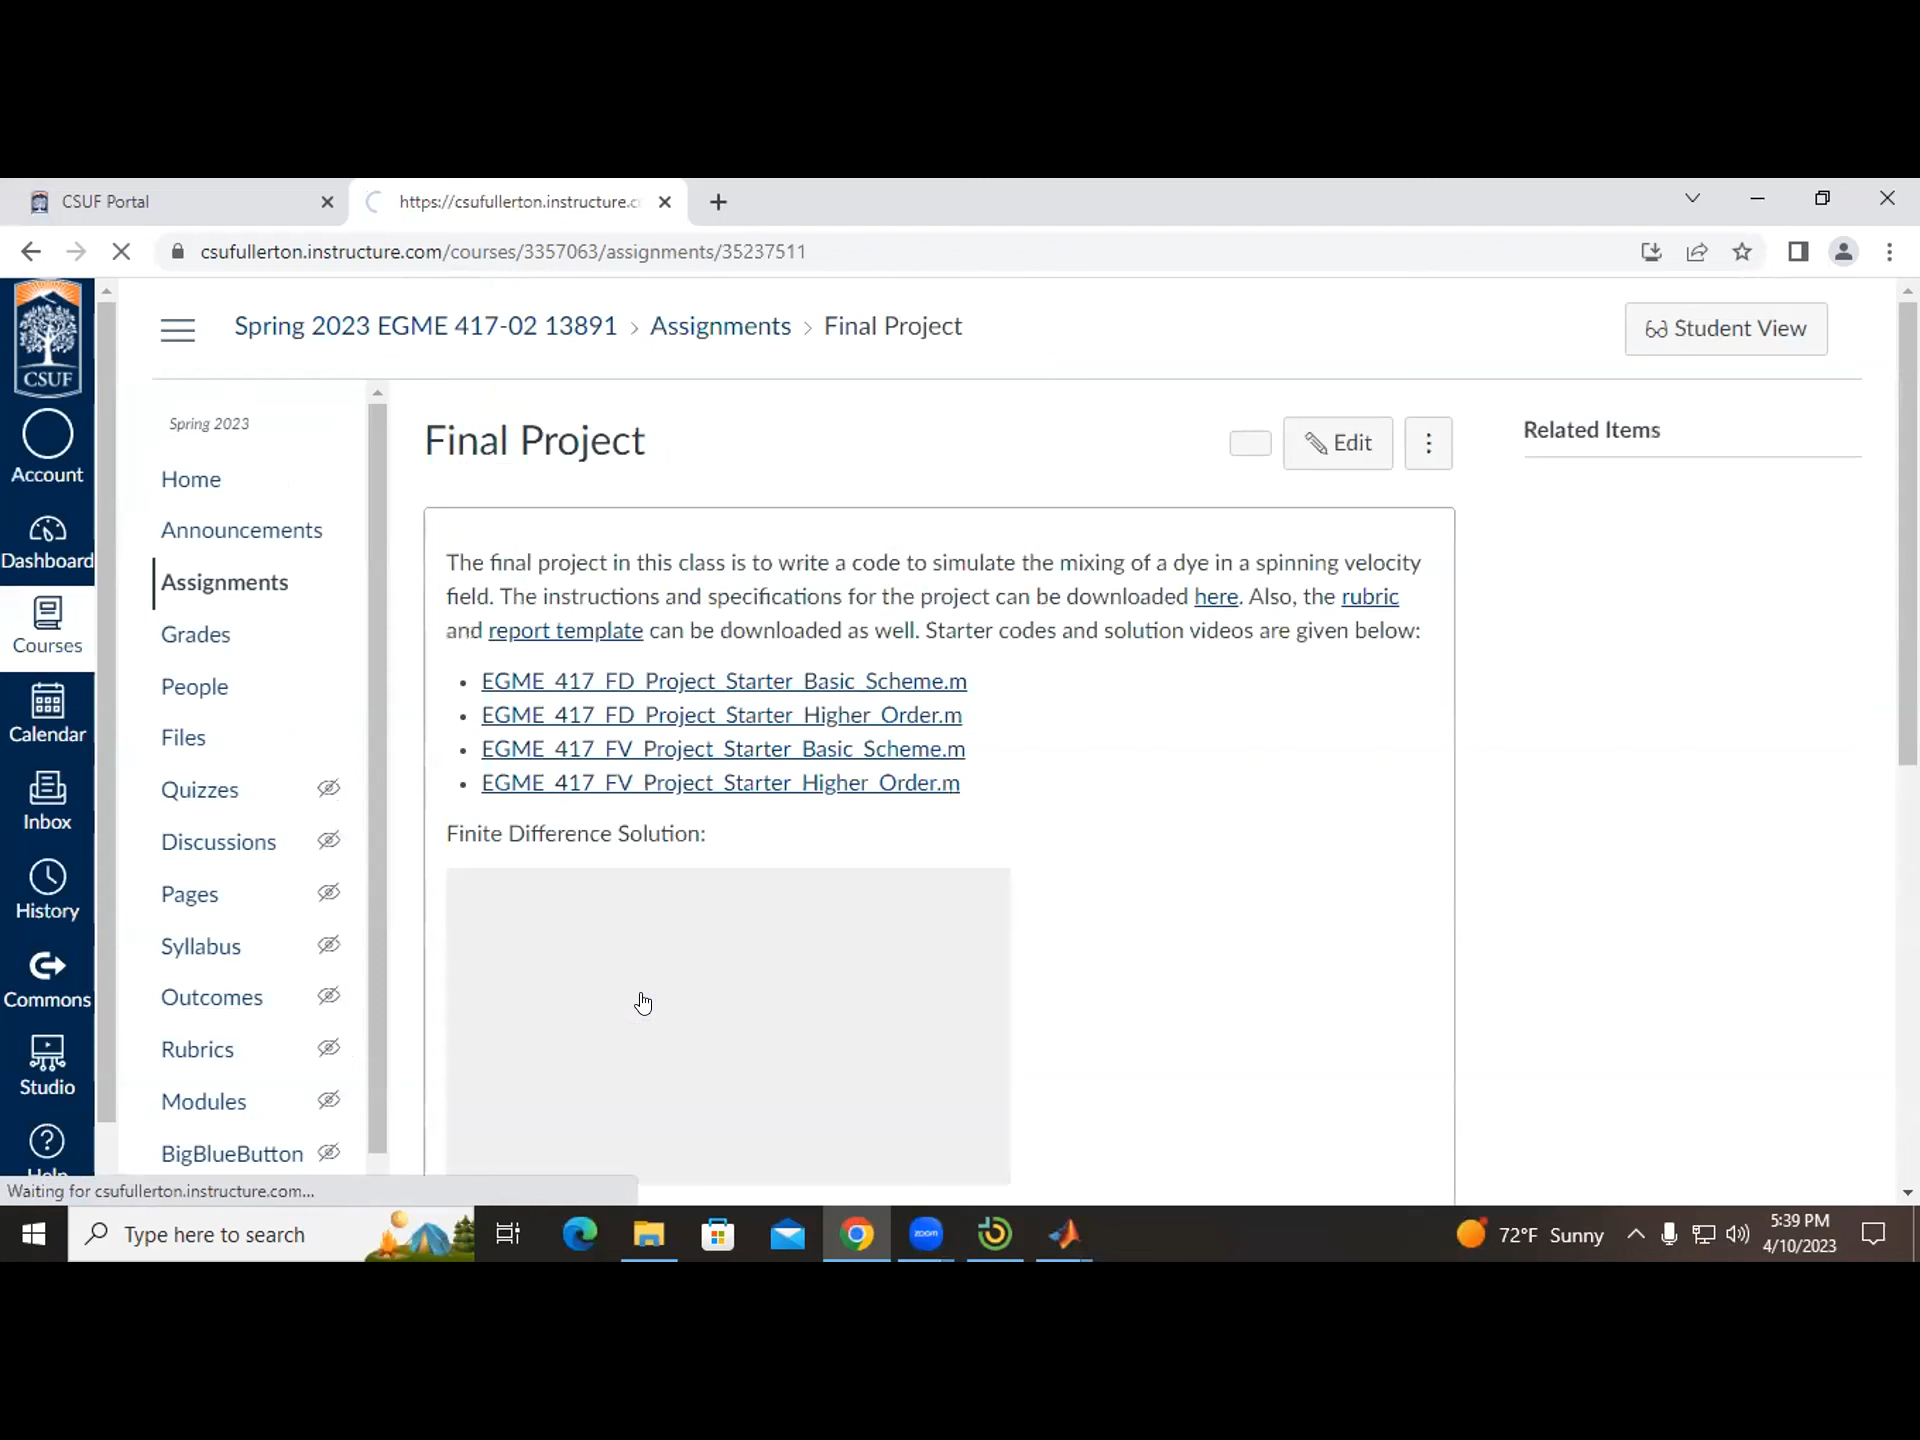 CSUF Portal
https://csufullerton.instructure.c
csufullerton.instructure.com/courses/3357063/assignments/35237511
CSUF
Account
Dashboard
Courses
Calendar
Inbox
History
Commons
Studio
Help
Spring 2023 EGME 417-02 13891 › Assignments › Final Project
Student View
Spring 2023
Home
Announcements
Assignments
Grades
People
Files
Quizzes
Discussions
Pages
Syllabus
Outcomes
Rubrics
Modules
BigBlueButton
Final Project
Edit
Related Items
The final project in this class is to write a code to simulate the mixing of a dye in a spinning velocity
field. The instructions and specifications for the project can be downloaded here. Also, the rubric
and report template can be downloaded as well. Starter codes and solution videos are given below:
• EGME_417_FD_Project_Starter_Basic_Scheme.m
• EGME_417_FD_Project_Starter_Higher_Order.m
• EGME_417_FV_Project_Starter_Basic_Scheme.m
• EGME_417_FV_Project_Starter_Higher_Order.m
Finite Difference Solution:
Waiting for csufullerton.instructure.com...
Type here to search
zoom
72°F Sunny
5:39 PM
4/10/2023